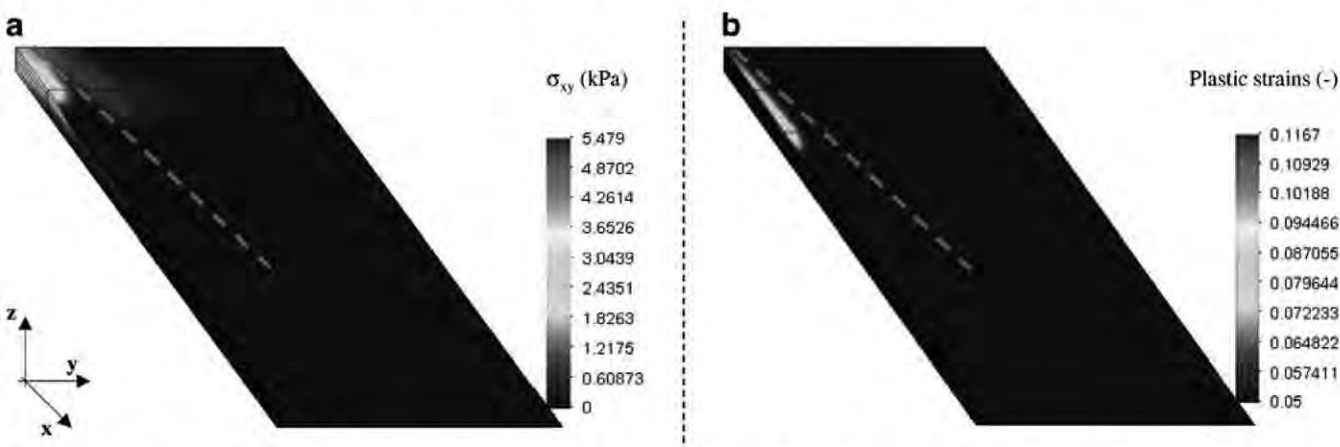 a
σxy (kPa)
5.479
4.8702
4.2614
3.6526
3.0439
2.4351
1.8263
1.2175
0.60873
0
z
y
x
b
Plastic strains (-)
0.1167
0.10929
0.10188
0.094466
0.087055
0.079644
0.072233
0.064822
0.057411
0.05